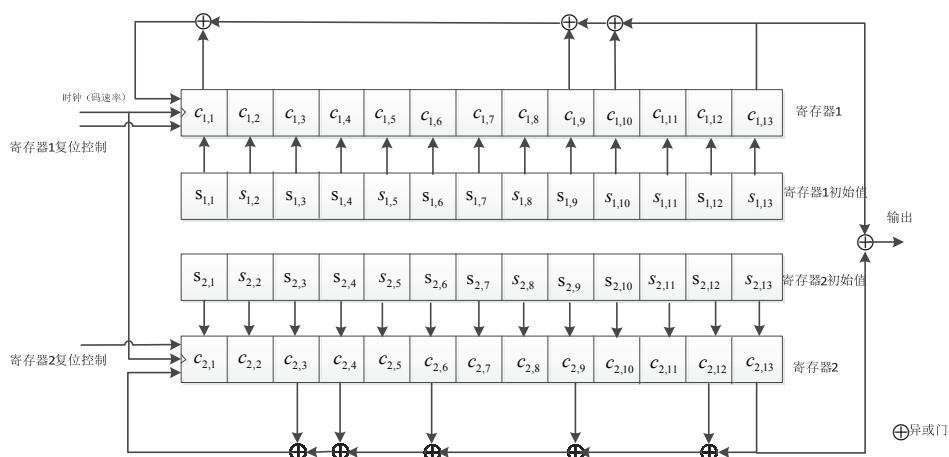 时钟（码速率）
c1,1 c1,2 c1,3 c1,4 c1,5 c1,6 c1,7 c1,8 c1,9 c1,10 c1,11 c1,12 c1,13
寄存器1
寄存器1复位控制
s1,1 s1,2 s1,3 s1,4 s1,5 s1,6 s1,7 s1,8 s1,9 s1,10 s1,11 s1,12 s1,13
寄存器1初始值
输出
s2,1 s2,2 s2,3 s2,4 s2,5 s2,6 s2,7 s2,8 s2,9 s2,10 s2,11 s2,12 s2,13
寄存器2初始值
寄存器2复位控制
c2,1 c2,2 c2,3 c2,4 c2,5 c2,6 c2,7 c2,8 c2,9 c2,10 c2,11 c2,12 c2,13
寄存器2
异或门